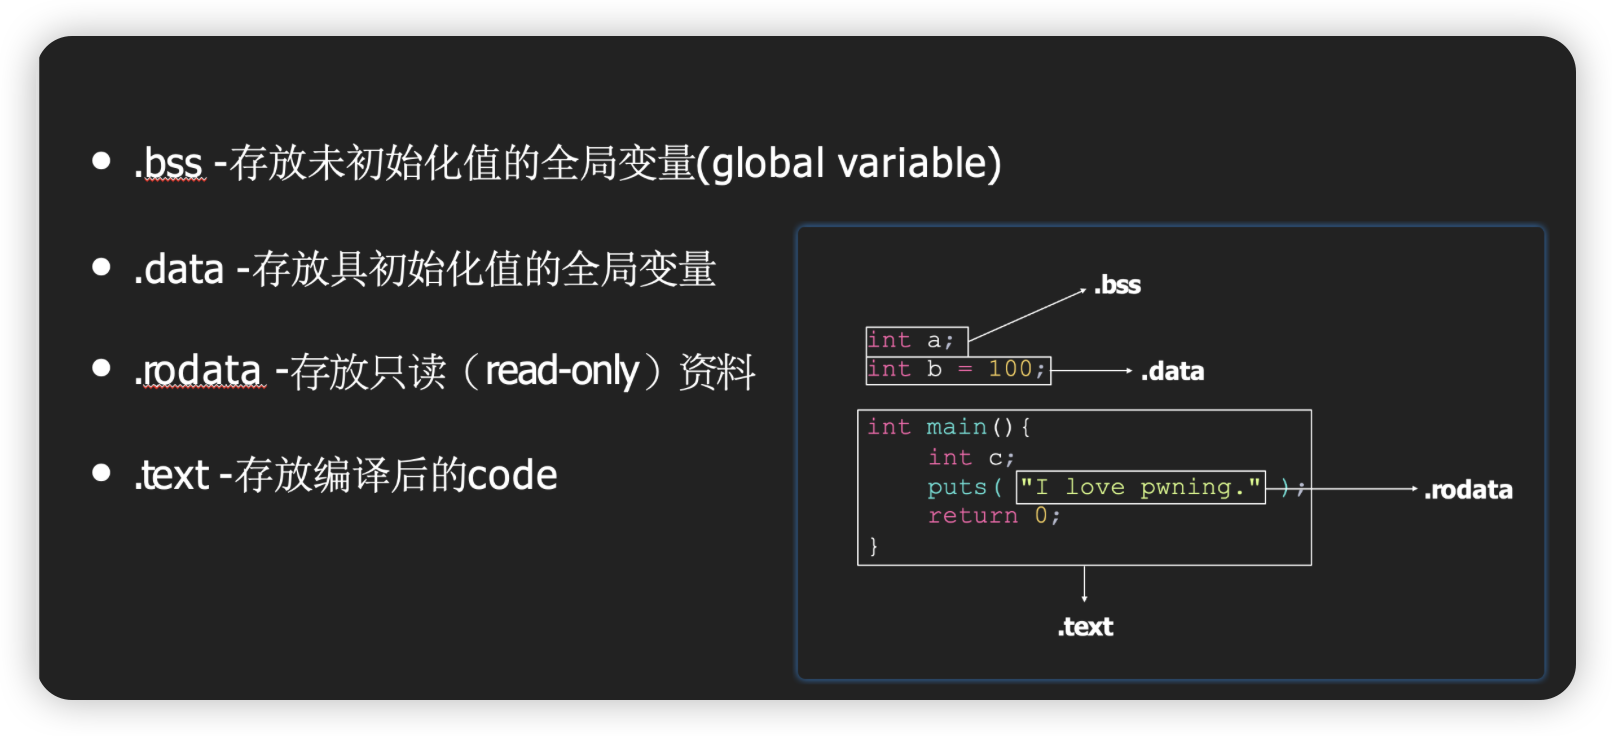 .bss -存放未初始化值的全局变量(global variable)
.data -存放具初始化值的全局变量
.rodata -存放只读（read-only）资料
.text -存放编译后的code
.bss
int a;
int b = 100;
.data
int main(){
int c;
puts( "I love pwning." );
.rodata
return 0;
}
.text